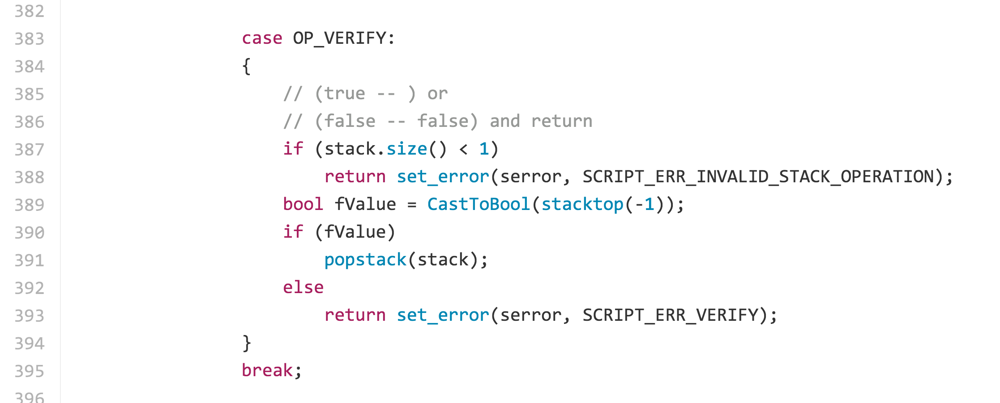 382
383 case OP_VERIFY:
384 {
385 // (true -- ) or
386 // (false -- false) and return
387 if (stack.size() < 1)
388 return set_error(serror, SCRIPT_ERR_INVALID_STACK_OPERATION);
389 bool fValue = CastToBool(stacktop(-1));
390 if (fValue)
391 popstack(stack);
392 else
393 return set_error(serror, SCRIPT_ERR_VERIFY);
394 }
395 break;
396